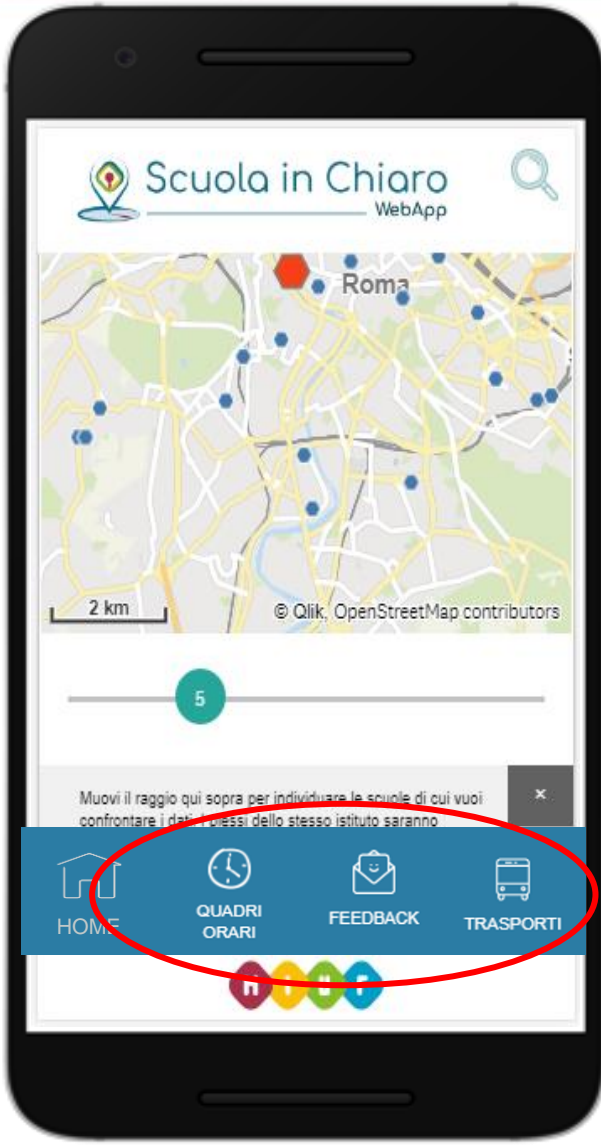 Scuola in Chiaro
WebApp
Roma
2 km
© Qlik, OpenStreetMap contributors
5
Muovi il raggio qui sopra per individuare le scuole di cui vuoi
confrontare i dati. I plessi dello stesso istituto saranno
×
HOME
QUADRI
ORARI
FEEDBACK
TRASPORTI